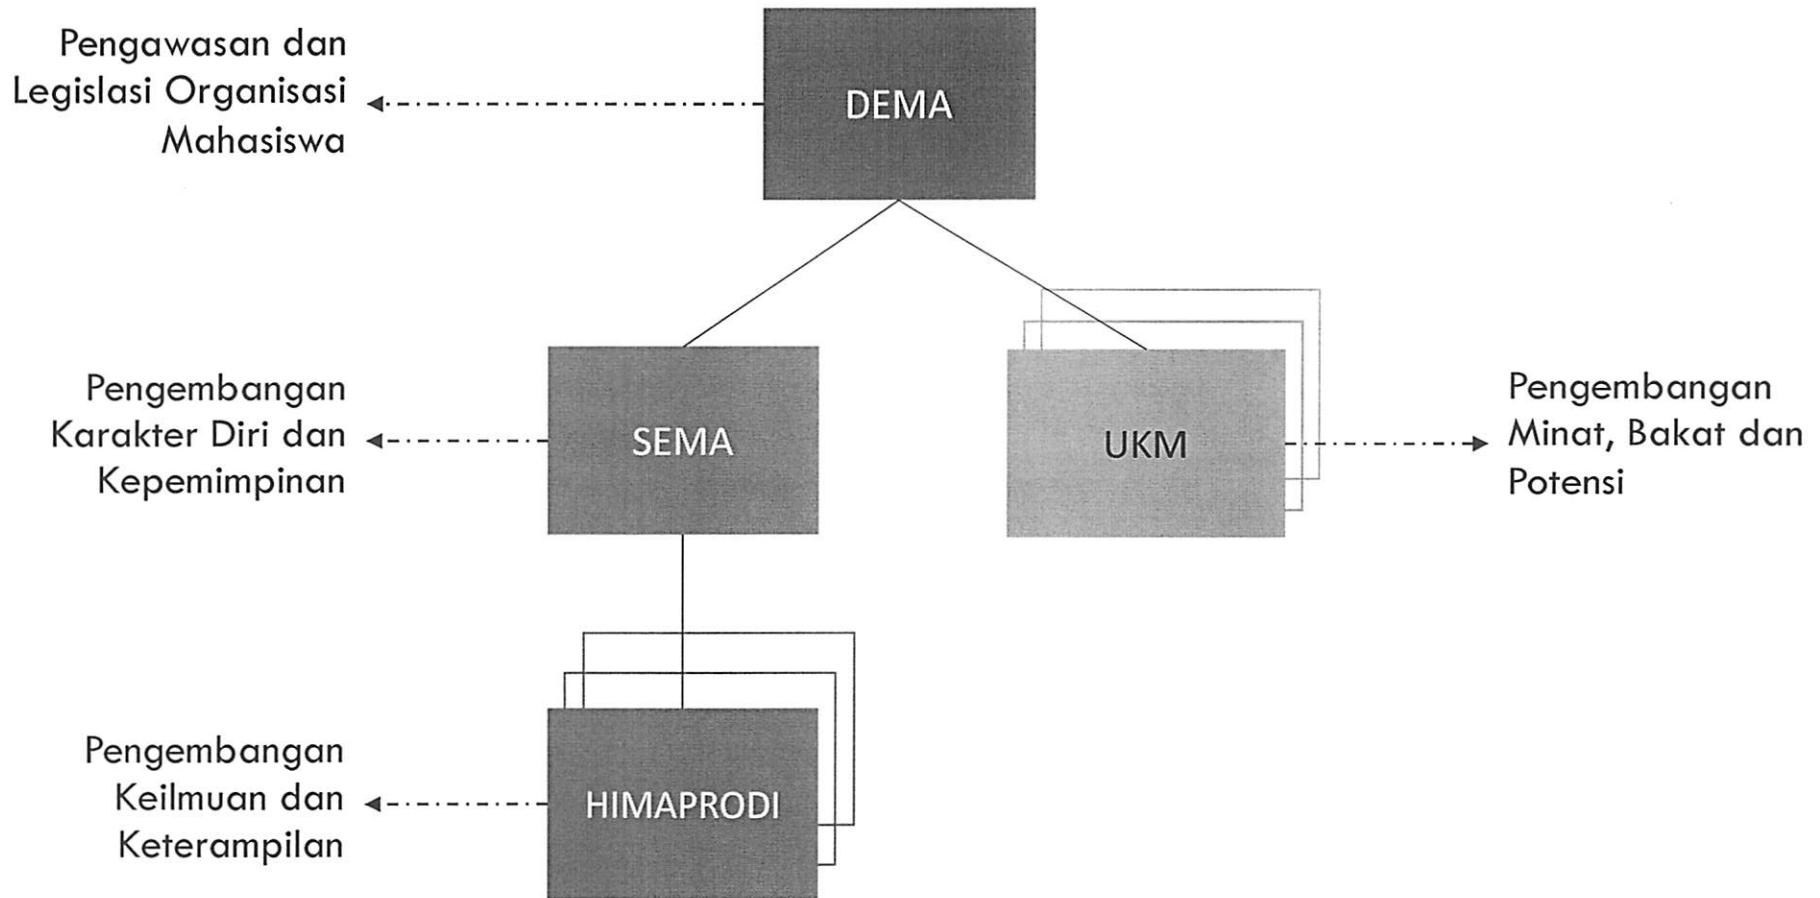 Pengawasan dan
Legislasi Organisasi
Mahasiswa
DEMA
Pengembangan
Karakter Diri dan
Kepemimpinan
SEMA
UKM
Pengembangan
Minat, Bakat dan
Potensi
Pengembangan
Keilmuan dan
Keterampilan
HIMAPRODI